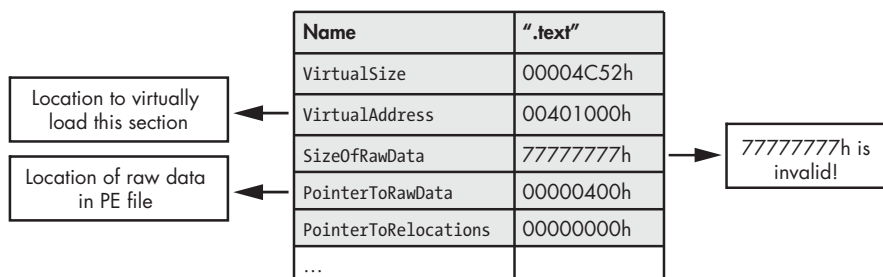 Name ".text"
VirtualSize 00004C52h
Location to virtually
load this section
VirtualAddress 00401000h
SizeOfRawData 77777777h
77777777h is
invalid!
Location of raw data
in PE file
PointerToRawData 00000400h
PointerToRelocations 00000000h
...